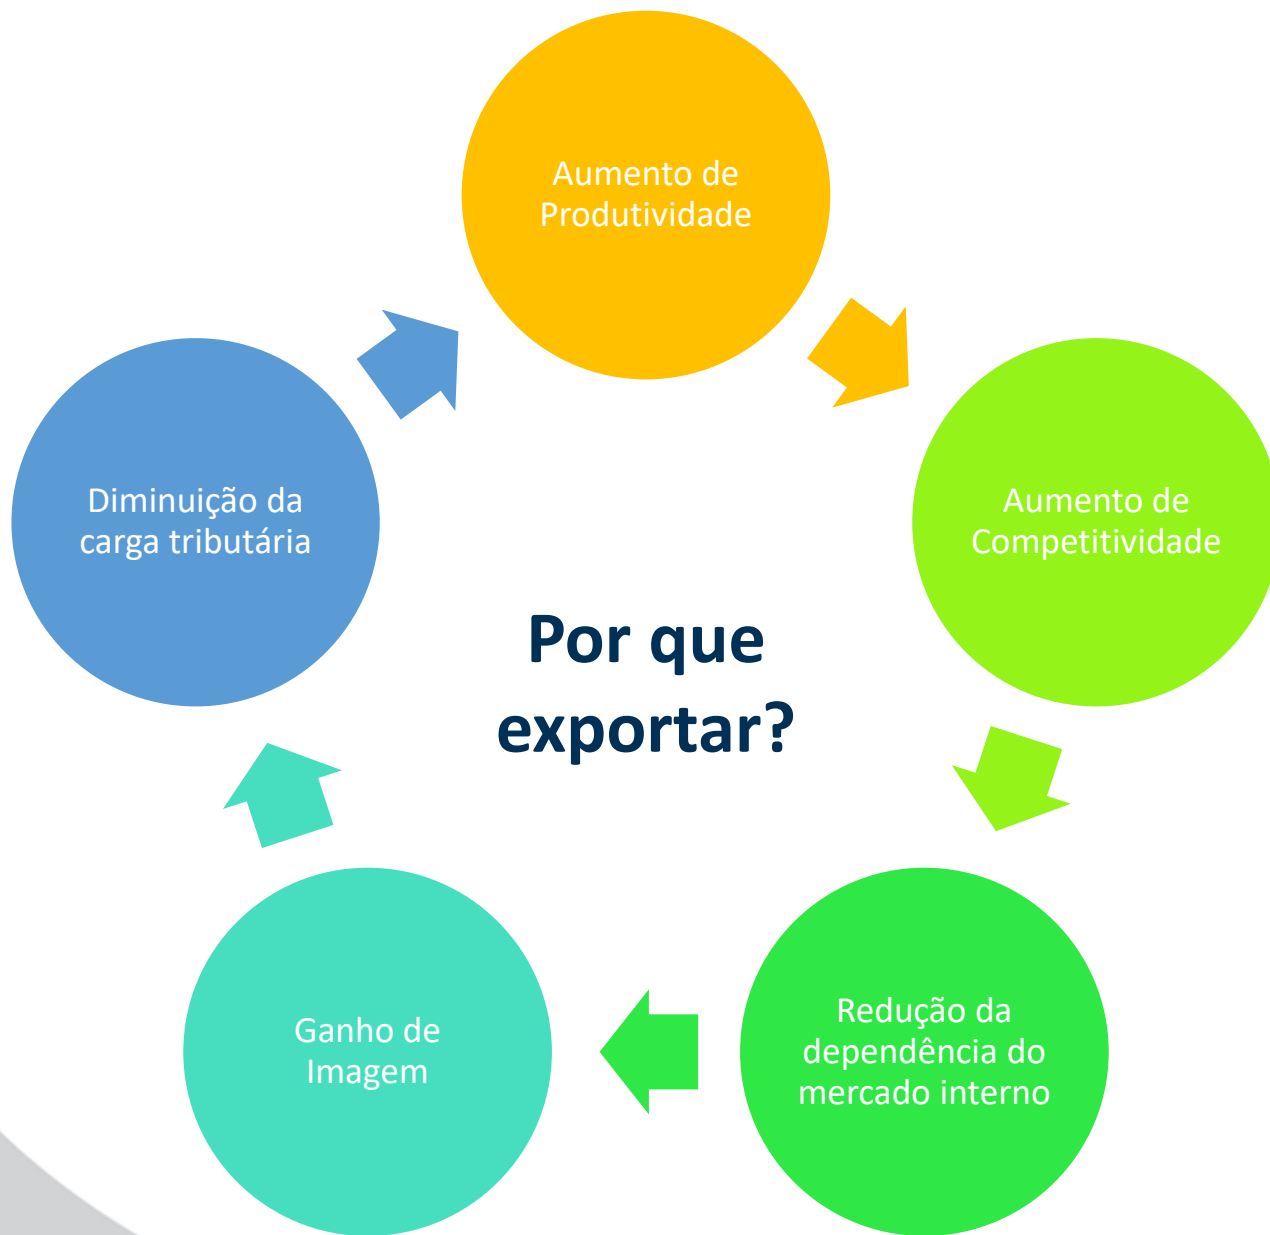 Aumento de
Produtividade
Aumento de
Competitividade
Redução da
dependência do
mercado interno
Ganho de
Imagem
Diminuição da
carga tributária
Por que
exportar?